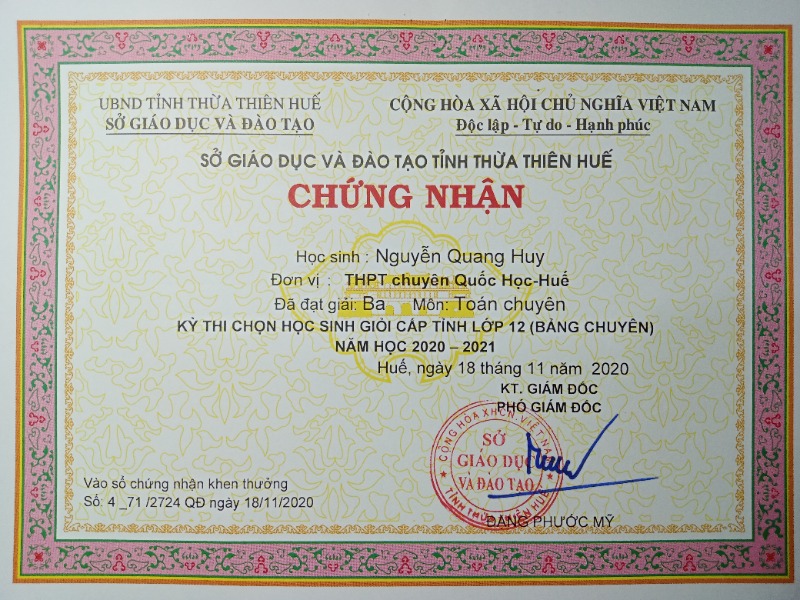 UBND TỈNH THỪA THIÊN HUẾ
SỞ GIÁO DỤC VÀ ĐÀO TẠO
CỘNG HÒA XÃ HỘI CHỦ NGHĨA VIỆT NAM
Độc lập - Tự do - Hạnh phúc
SỞ GIÁO DỤC VÀ ĐÀO TẠO TỈNH THỪA THIÊN HUẾ
CHỨNG NHẬN
Học sinh : Nguyễn Quang Huy
Đơn vị : THPT chuyên Quốc Học-Huế
Đã đạt giải: Ba Môn: Toán chuyên
KỲ THI CHỌN HỌC SINH GIỎI CẤP TỈNH LỚP 12 (BẢNG CHUYÊN)
NĂM HỌC 2020 – 2021
Huế, ngày 18 tháng 11 năm 2020
KT. GIÁM ĐỐC
PHÓ GIÁM ĐỐC
CỘNG HÒA XHCN VIỆT NAM
SỞ
GIÁO DỤC
VÀ ĐÀO TẠO
TỈNH THỪA THIÊN HUẾ
ĐẶNG PHƯỚC MỸ
Vào sổ chứng nhận khen thưởng
Số: 4 _71 /2724 QĐ ngày 18/11/2020